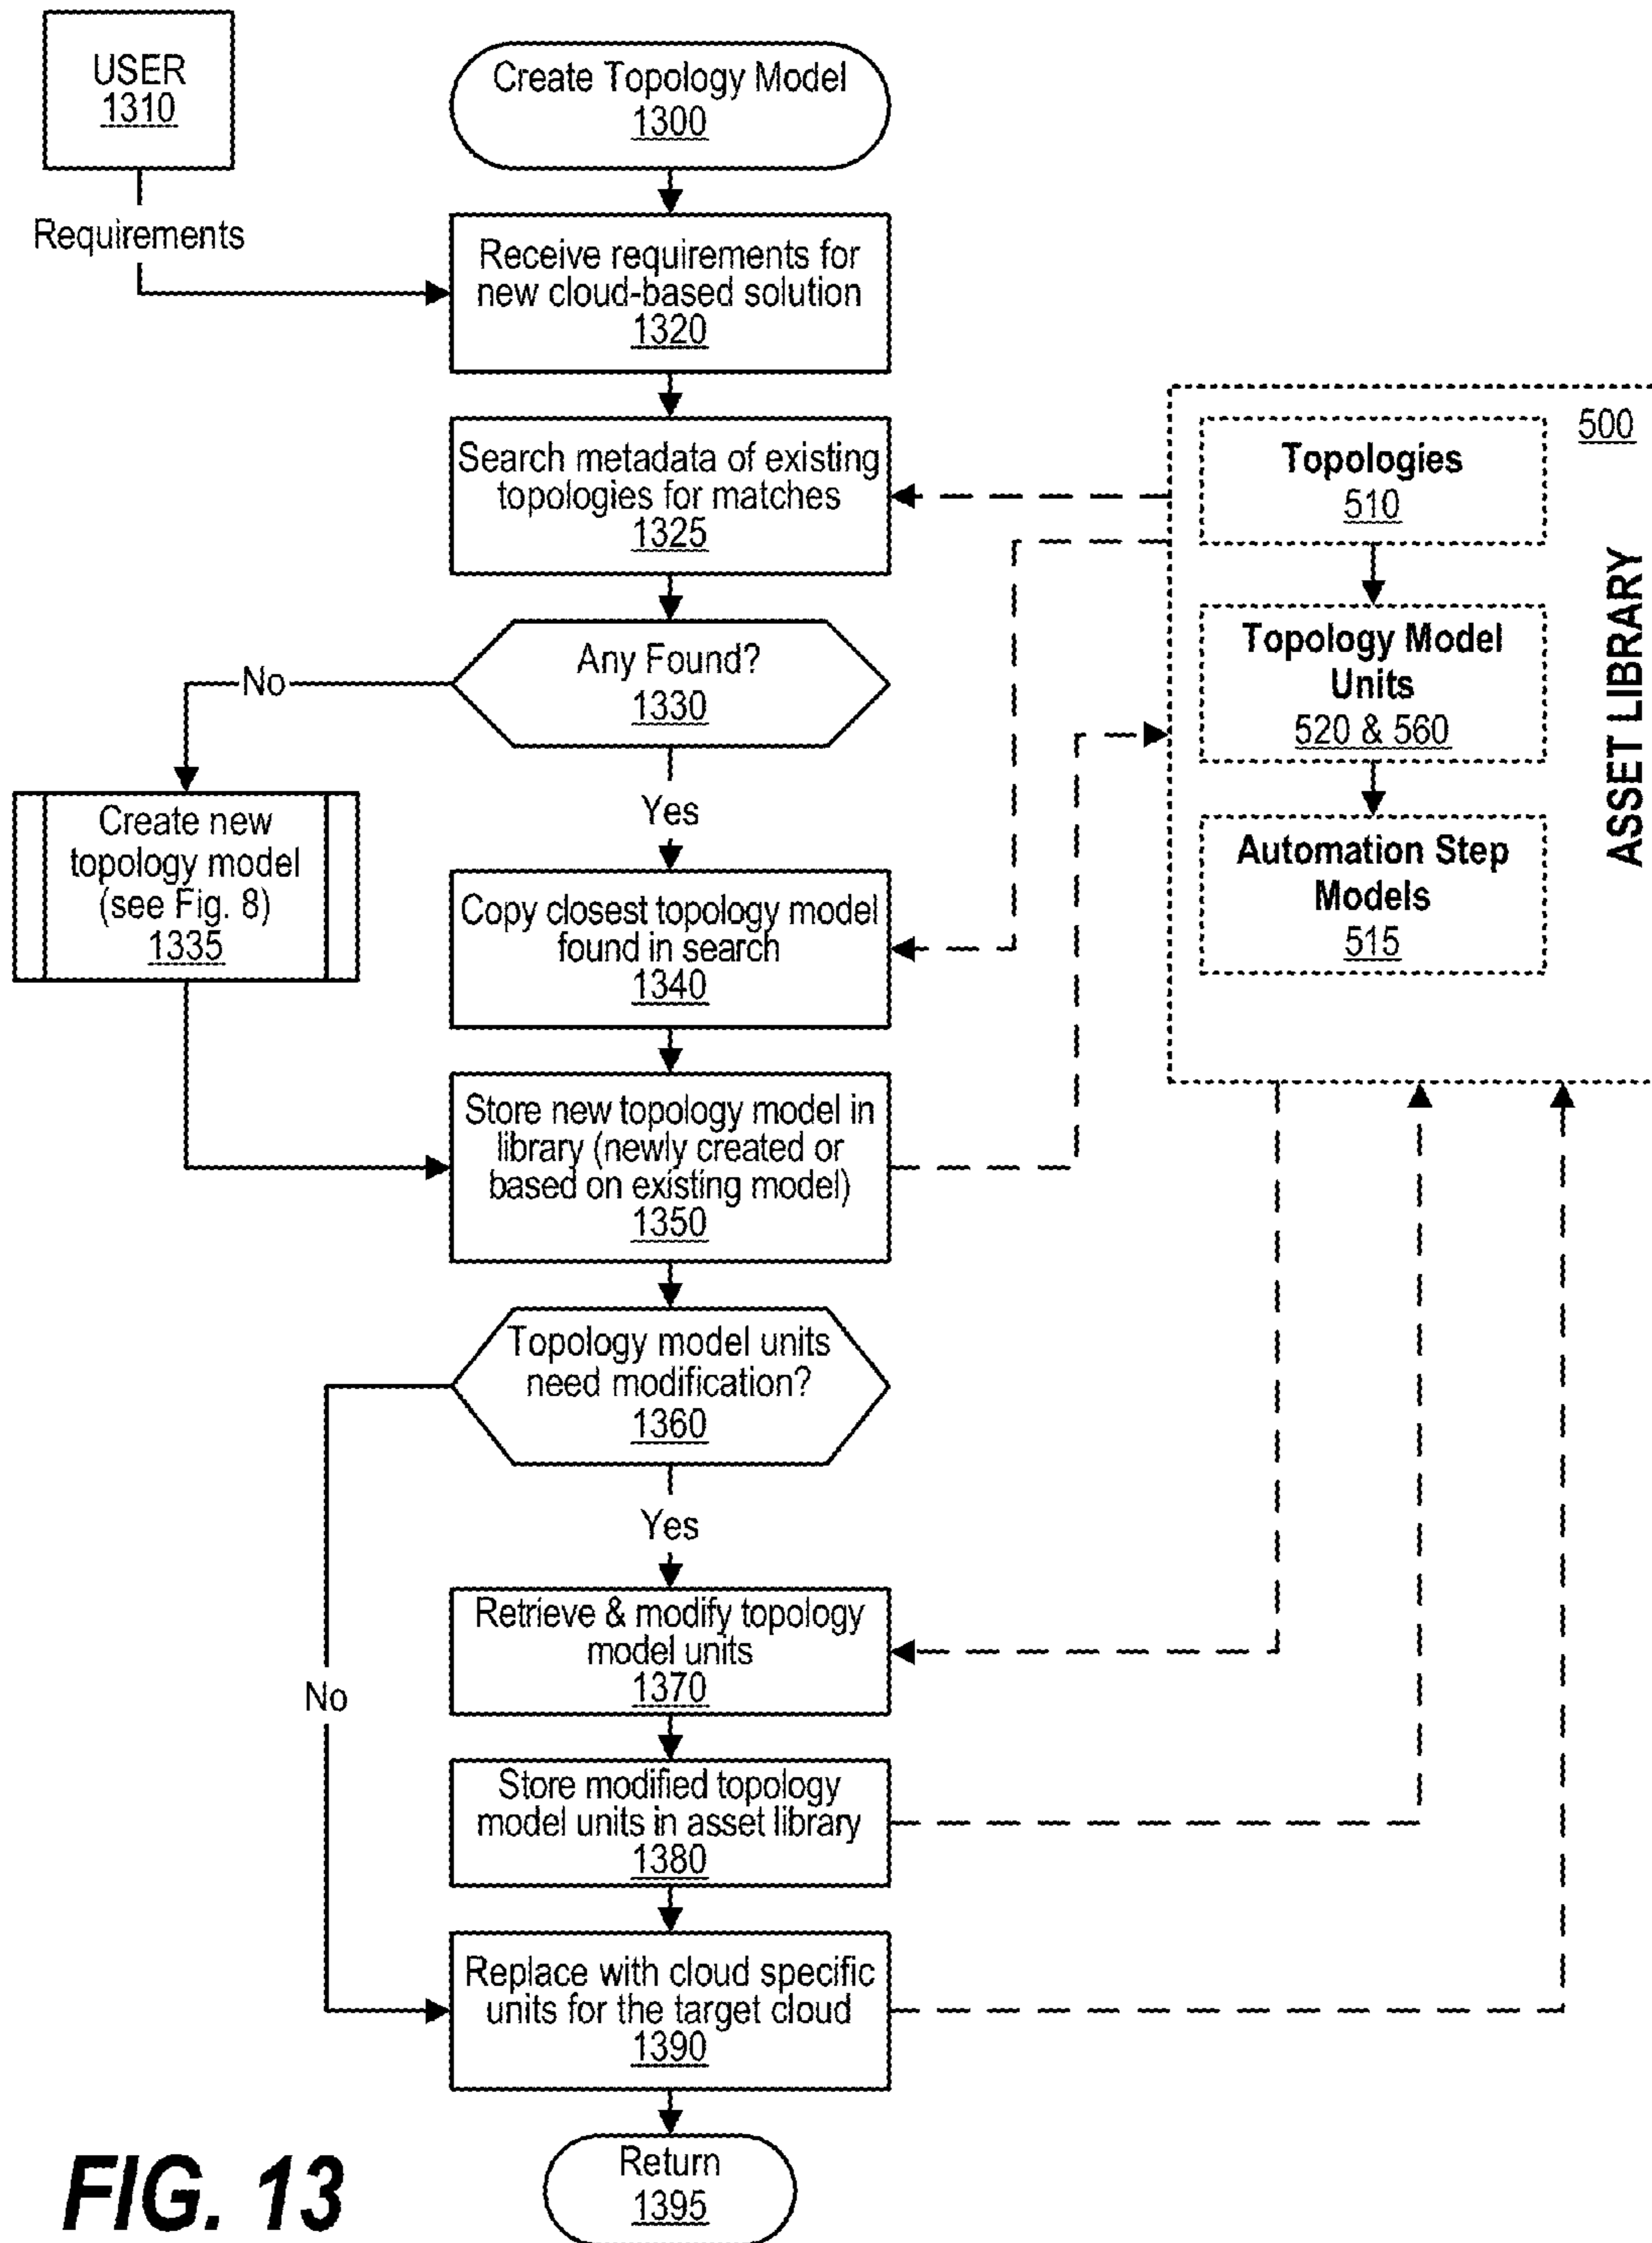 USER
1310
Create Topology Model
1300
Requirements
Receive requirements for
new cloud-based solution
1320
Search metadata of existing
topologies for matches
1325
Any Found?
1330
No
Yes
Create new
topology model
(see Fig. 8)
1335
Copy closest topology model
found in search
1340
Store new topology model in
library (newly created or
based on existing model)
1350
Topology model units
need modification?
1360
Yes
No
Retrieve & modify topology
model units
1370
Store modified topology
model units in asset library
1380
Replace with cloud specific
units for the target cloud
1390
Return
1395
500
Topologies
510
Topology Model
Units
520 & 560
Automation Step
Models
515
ASSET LIBRARY
FIG. 13